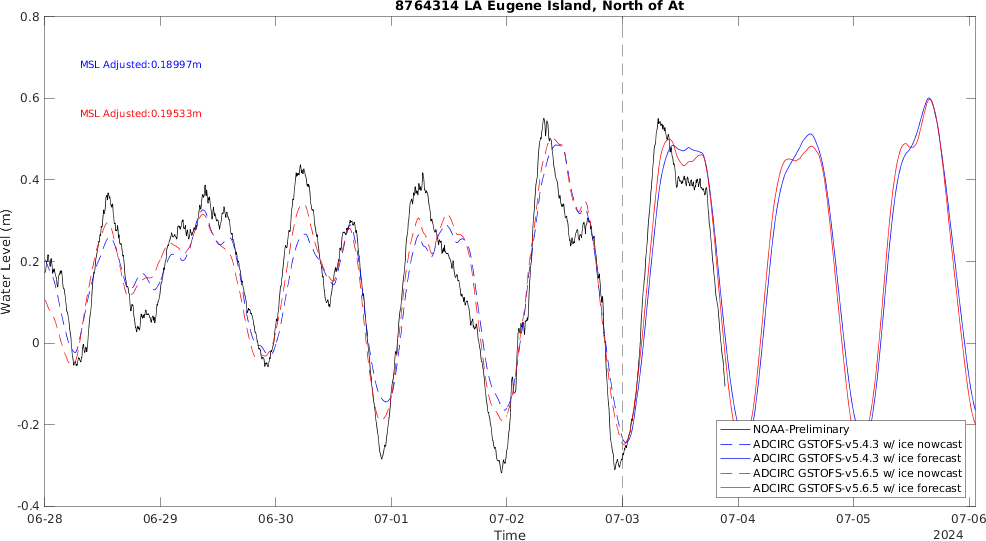 8764314 LA Eugene Island, North of At
MSL Adjusted:0.18997m
MSL Adjusted:0.19533m
Water Level (m)
0.8
0.6
0.4
0.2
0
-0.2
-0.4
NOAA-Preliminary
ADCIRC GSTOFS-v5.4.3 w/ ice nowcast
ADCIRC GSTOFS-v5.4.3 w/ ice forecast
ADCIRC GSTOFS-v5.6.5 w/ ice nowcast
ADCIRC GSTOFS-v5.6.5 w/ ice forecast
06-28 06-29 06-30 07-01 07-02 07-03 07-04 07-05 07-06
Time
2024